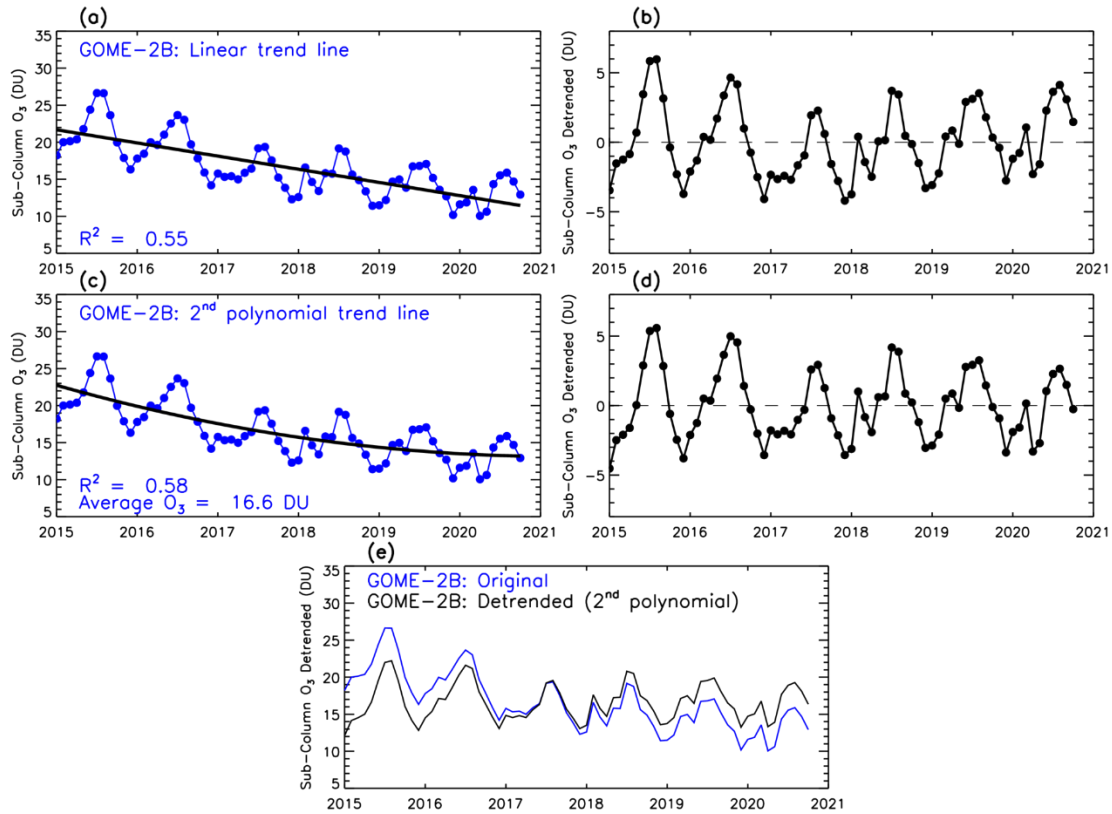 (a)
GOME-2B: Linear trend line
R² = 0.55
Sub-Column O₃ (DU)
35
30
25
20
15
10
5
2015 2016 2017 2018 2019 2020 2021
(b)
Sub-Column O₃ Detrended (DU)
5
0
-5
2015 2016 2017 2018 2019 2020 2021
(c)
GOME-2B: 2nd polynomial trend line
R² = 0.58
Average O₃ = 16.6 DU
Sub-Column O₃ (DU)
35
30
25
20
15
10
5
2015 2016 2017 2018 2019 2020 2021
(d)
Sub-Column O₃ Detrended (DU)
5
0
-5
2015 2016 2017 2018 2019 2020 2021
(e)
GOME-2B: Original
GOME-2B: Detrended (2nd polynomial)
Sub-Column O₃ Detrended (DU)
35
30
25
20
15
10
5
2015 2016 2017 2018 2019 2020 2021